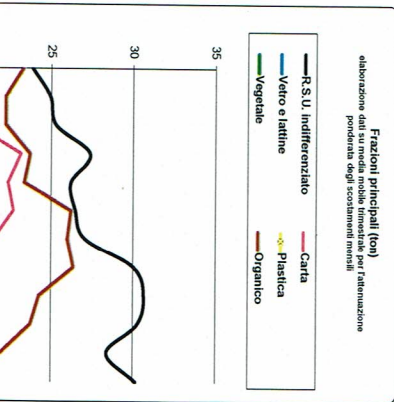 Frazioni principali (ton)
elaborazione dati su media mobile trimestrale per l'attenuazione
ponderata degli scostamenti mensili
R.S.U. indifferenziato
Carta
Vetro e lattine
Plastica
Vegetale
Organico
35
30
25